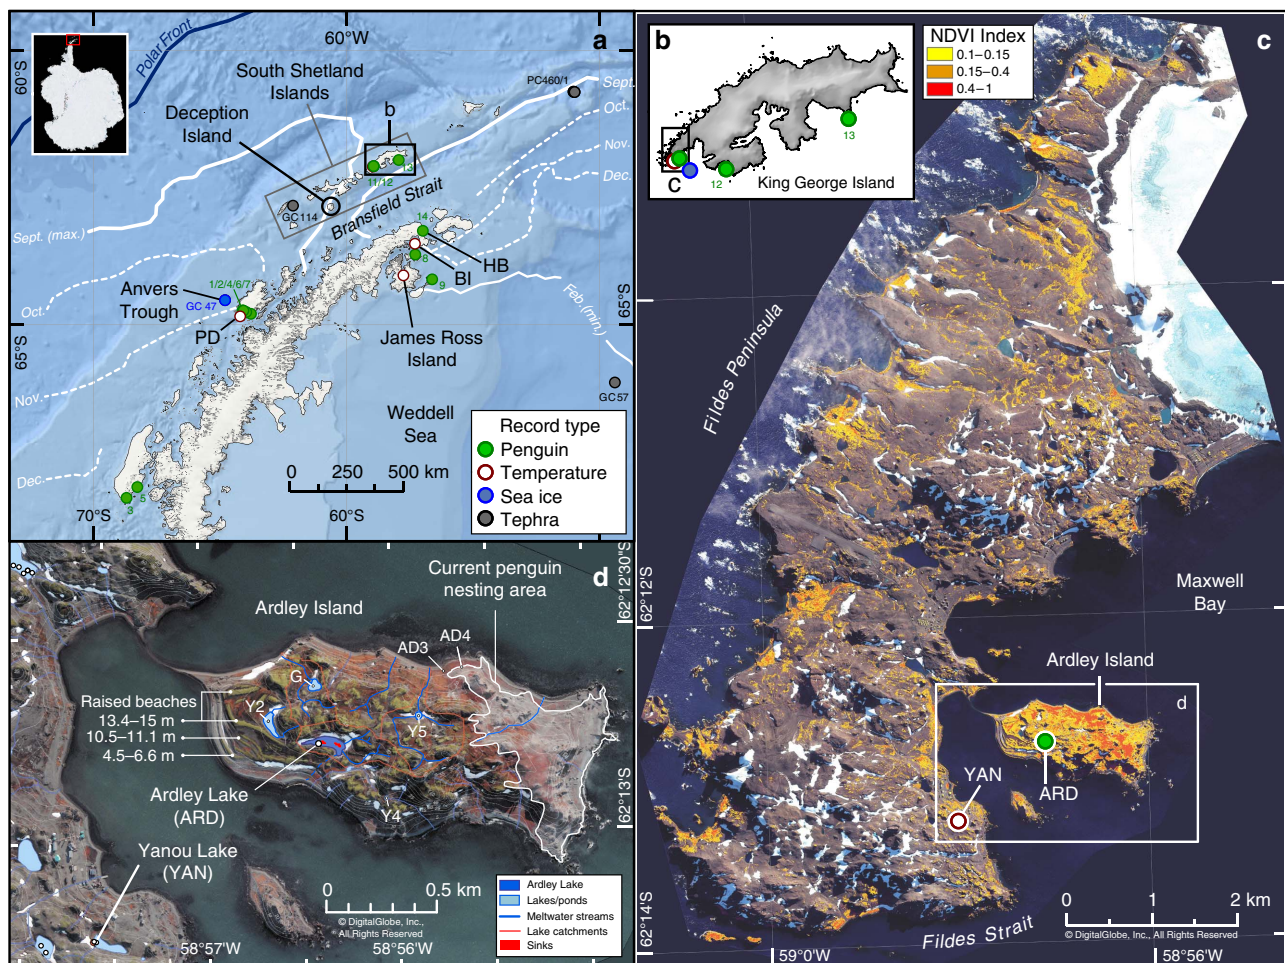 a
60°W
60°S
Polar Front
South Shetland
Islands
Deception
Island
b
PC460/1
Sept.
Oct.
Nov.
Dec.
13
11/12
GC114
Bransfield Strait
Sept. (max.)
14
HB
8
BI
9
Anvers
Trough
1/2/4/6/7
GC 47
PD
Oct.
65°S
James Ross
Island
Feb.(min.)
65°S
Nov.
GC57
Weddell
Sea
Dec.
5
3
0 250 500 km
70°S
60°S
Record type
Penguin
Temperature
Sea ice
Tephra
b
13
12
C
King George Island
NDVI Index
0.1–0.15
0.15–0.4
0.4–1
c
Fildes Peninsula
Maxwell
Bay
Ardley Island
d
YAN
ARD
Fildes Strait
0 1 2 km
© DigitalGlobe, Inc., All Rights Reserved
59°0'W
58°56'W
62°12'S
62°14'S
d
62°12'30"S
62°13'S
Current penguin
nesting area
Ardley Island
AD3
AD4
G
Y2
Y5
Y4
Raised beaches
13.4–15 m
10.5–11.1 m
4.5–6.6 m
Ardley Lake
(ARD)
Yanou Lake
(YAN)
0 0.5 km
© DigitalGlobe, Inc.,
All Rights Reserved
58°57'W
58°56'W
Ardley Lake
Lakes/ponds
Meltwater streams
Lake catchments
Sinks